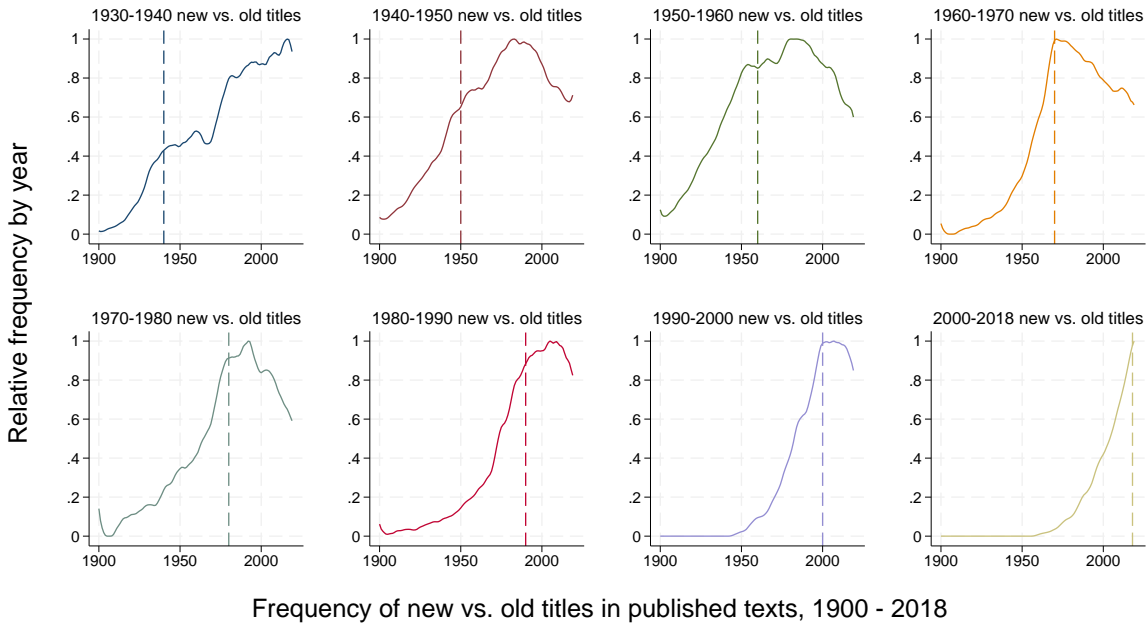 Relative frequency by year
1930-1940 new vs. old titles
1
.8
.6
.4
.2
0
1900 1950 2000
1940-1950 new vs. old titles
1
.8
.6
.4
.2
0
1900 1950 2000
1950-1960 new vs. old titles
1
.8
.6
.4
.2
0
1900 1950 2000
1960-1970 new vs. old titles
1
.8
.6
.4
.2
0
1900 1950 2000
1970-1980 new vs. old titles
1
.8
.6
.4
.2
0
1900 1950 2000
1980-1990 new vs. old titles
1
.8
.6
.4
.2
0
1900 1950 2000
1990-2000 new vs. old titles
1
.8
.6
.4
.2
0
1900 1950 2000
2000-2018 new vs. old titles
1
.8
.6
.4
.2
0
1900 1950 2000
Frequency of new vs. old titles in published texts, 1900 - 2018